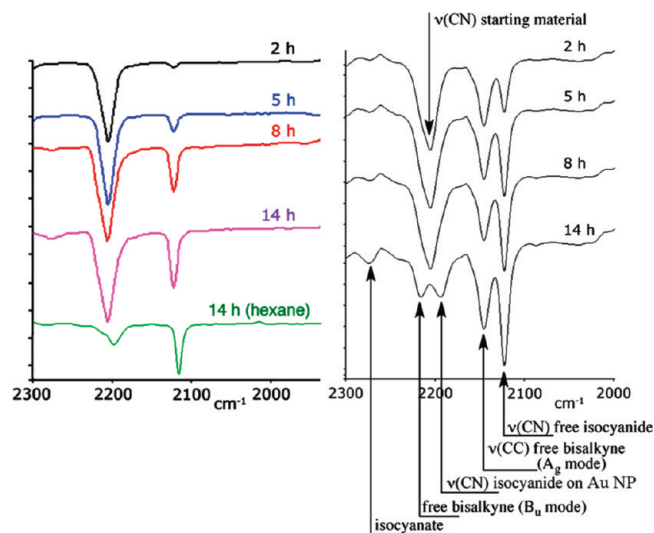 2 h
5 h
8 h
14 h
14 h (hexane)
2300
2200
2100
cm-1
2000
ν(CN) starting material
2 h
5 h
8 h
14 h
2300
2200
2100
cm-1
2000
ν(CN) free isocyanide
ν(CC) free bisalkyne
(Ag mode)
ν(CN) isocyanide on Au NP
free bisalkyne (Bu mode)
isocyanate